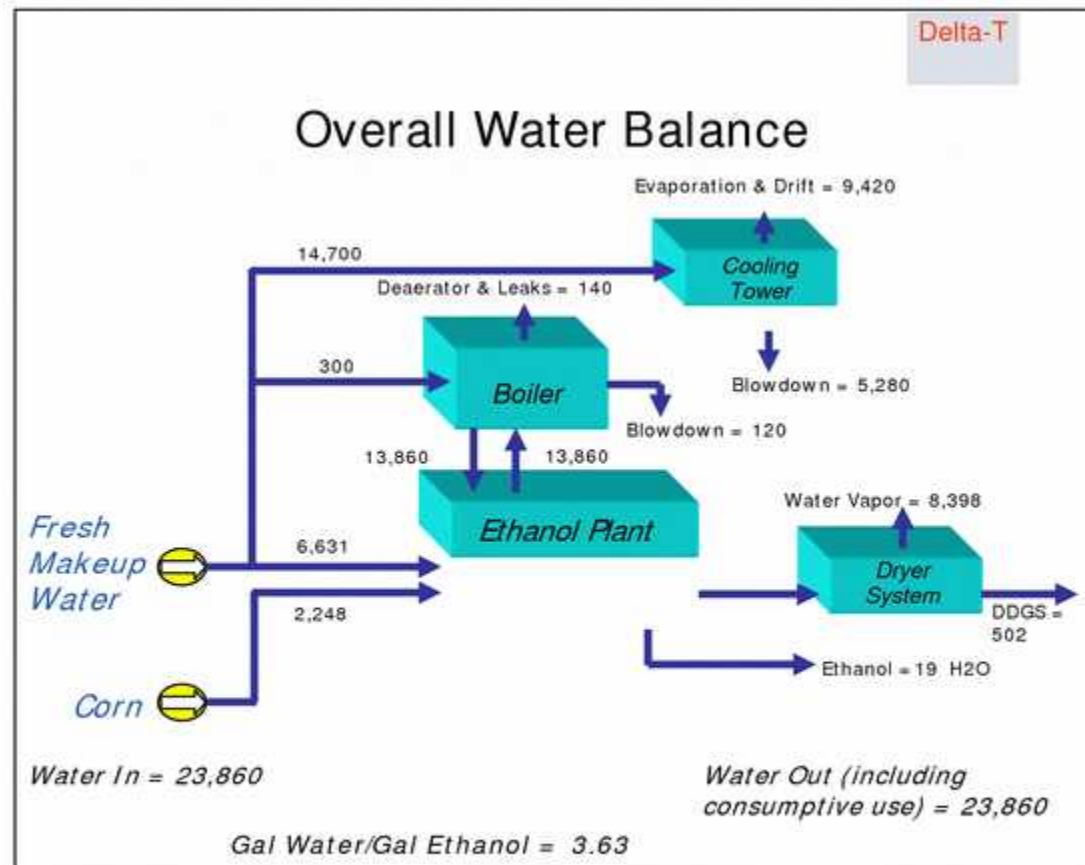 Delta-T
Overall Water Balance
Evaporation & Drift = 9,420
14,700
Cooling
Tower
Deaerator & Leaks = 140
300
Boiler
Blowdown = 5,280
Blowdown = 120
13,860
13,860
Water Vapor = 8,398
Ethanol Plant
Fresh
Makeup
Water
6,631
Dryer
System
2,248
DDGS =
502
Ethanol = 19 H2O
Corn
Water In = 23,860
Water Out (including
consumptive use) = 23,860
Gal Water/Gal Ethanol = 3.63